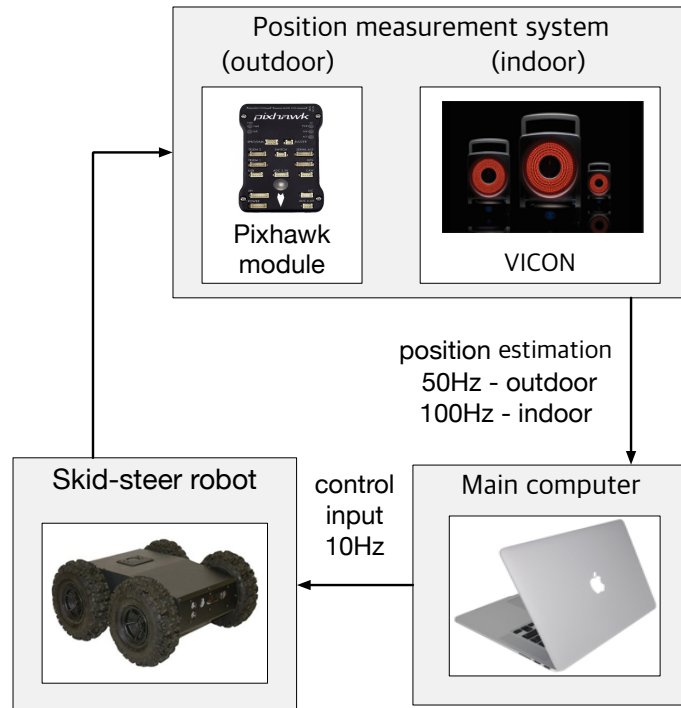 Position measurement system
(outdoor)
(indoor)
pixhawk
Pixhawk
module
VICON
position estimation
50Hz - outdoor
100Hz - indoor
Skid-steer robot
control
input
10Hz
Main computer